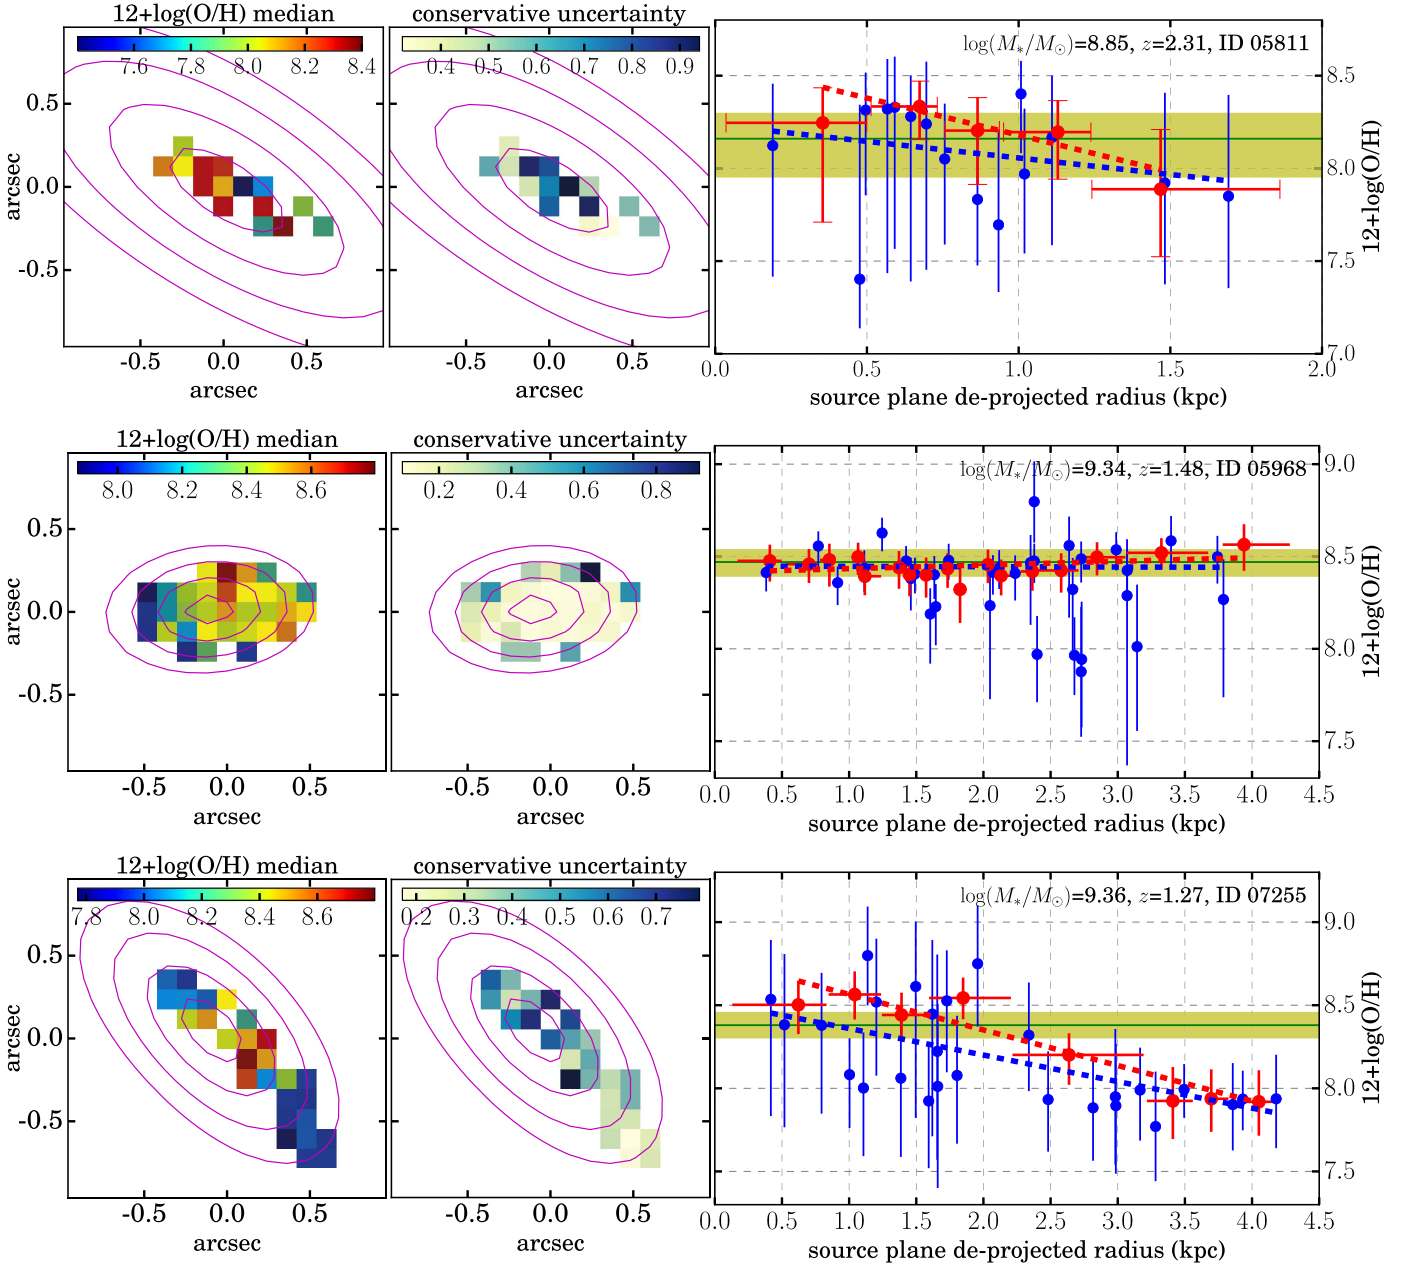 12+log(O/H) median
conservative uncertainty
7.6 7.8 8.0 8.2 8.4
0.4 0.5 0.6 0.7 0.8 0.9
log(M*/M⊙)=8.85, z=2.31, ID 05811
arcsec
0.5
0.0
-0.5
-0.5 0.0 0.5
arcsec
-0.5 0.0 0.5
arcsec
8.5
8.0
7.5
7.0
12+log(O/H)
0.0 0.5 1.0 1.5 2.0
source plane de-projected radius (kpc)
12+log(O/H) median
conservative uncertainty
8.0 8.2 8.4 8.6
0.2 0.4 0.6 0.8
log(M*/M⊙)=9.34, z=1.48, ID 05968
arcsec
0.5
0.0
-0.5
-0.5 0.0 0.5
arcsec
-0.5 0.0 0.5
arcsec
9.0
8.5
8.0
7.5
12+log(O/H)
0.0 0.5 1.0 1.5 2.0 2.5 3.0 3.5 4.0 4.5
source plane de-projected radius (kpc)
12+log(O/H) median
conservative uncertainty
7.8 8.0 8.2 8.4 8.6
0.2 0.3 0.4 0.5 0.6 0.7
log(M*/M⊙)=9.36, z=1.27, ID 07255
arcsec
0.5
0.0
-0.5
-0.5 0.0 0.5
arcsec
-0.5 0.0 0.5
arcsec
9.0
8.5
8.0
7.5
12+log(O/H)
0.0 0.5 1.0 1.5 2.0 2.5 3.0 3.5 4.0 4.5
source plane de-projected radius (kpc)